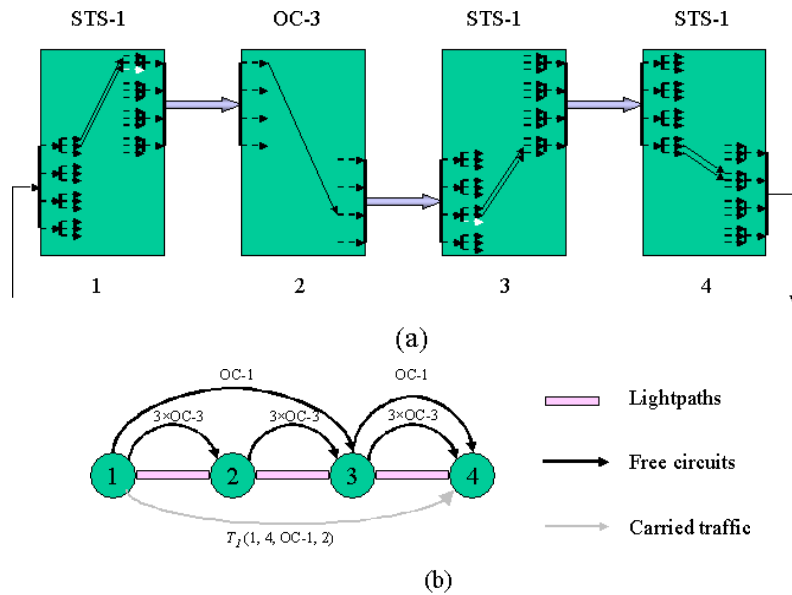 STS-1 OC-3 STS-1 STS-1
1 2 3 4
(a)
OC-1 OC-1
3×OC-3 3×OC-3 3×OC-3
1 2 3 4
T1 (1, 4, OC-1, 2)
Lightpaths
Free circuits
Carried traffic
(b)